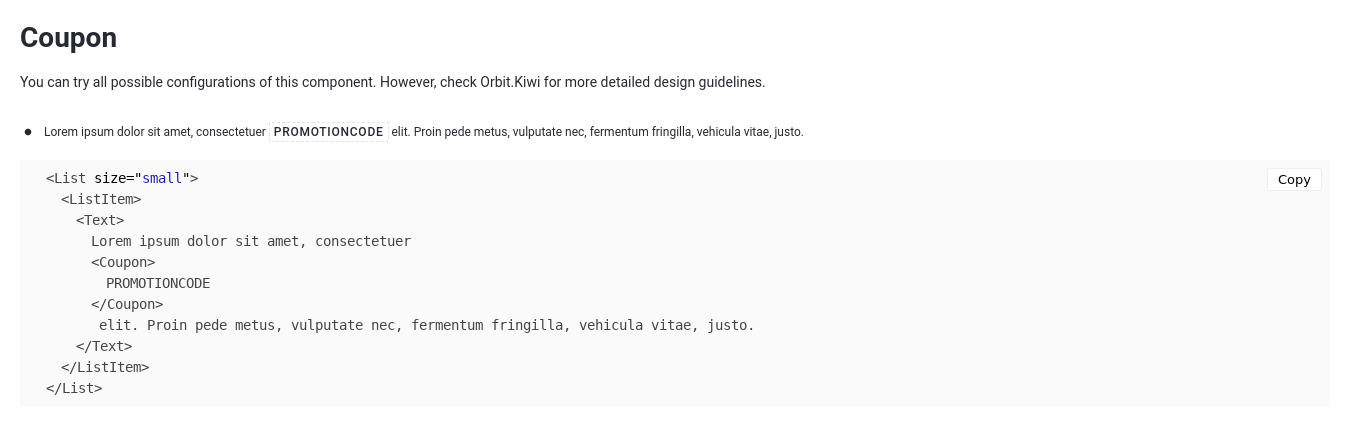 Coupon
You can try all possible configurations of this component. However, check Orbit.Kiwi for more detailed design guidelines.
● Lorem ipsum dolor sit amet, consectetuer PROMOTIONCODE elit. Proin pede metus, vulputate nec, fermentum fringilla, vehicula vitae, justo.
Copy
<List size="small">
  <ListItem>
    <Text>
      Lorem ipsum dolor sit amet, consectetuer
      <Coupon>
        PROMOTIONCODE
      </Coupon>
       elit. Proin pede metus, vulputate nec, fermentum fringilla, vehicula vitae, justo.
    </Text>
  </ListItem>
</List>